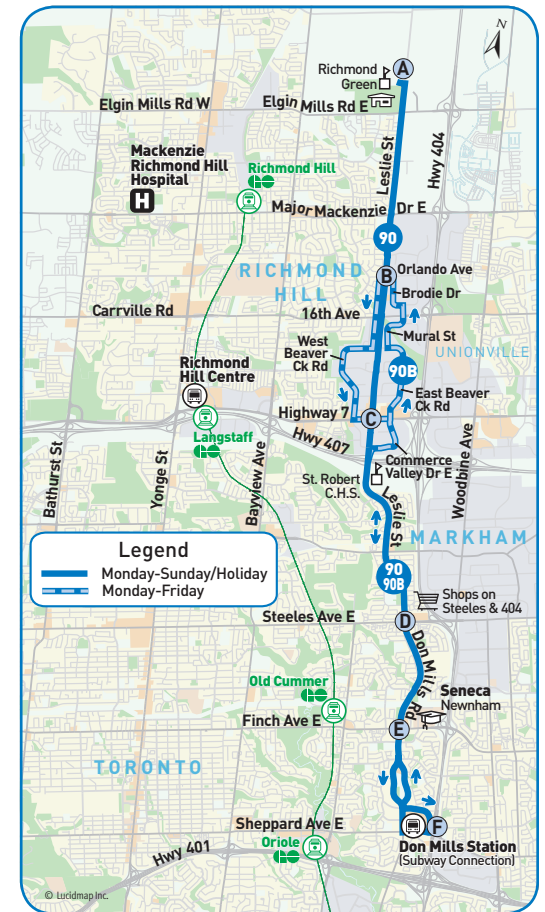 N
Richmond
Green
A
Elgin Mills Rd W
Elgin Mills Rd E
Leslie St
Hwy 404
Mackenzie
Richmond Hill
Hospital
H
Richmond Hill
Major Mackenzie Dr E
90
RICHMOND
HILL
B
Orlando Ave
Brodie Dr
Carrville Rd
16th Ave
Mural St
West
Beaver
Ck Rd
UNIONVILLE
90B
Richmond
Hill Centre
East Beaver
Ck Rd
Highway 7
C
Langstaff
Hwy 407
Commerce
Valley Dr E
Bathurst St
Yonge St
Bayview Ave
Woodbine Ave
St. Robert
C.H.S.
Leslie St
MARKHAM
Legend
Monday-Sunday/Holiday
Monday-Friday
90
90B
Shops on
Steeles & 404
Steeles Ave E
D
Don Mills Rd
Old Cummer
Seneca
Newnham
Finch Ave E
E
TORONTO
Sheppard Ave E
F
Oriole
Don Mills Station
(Subway Connection)
Hwy 401
© Lucidmap Inc.